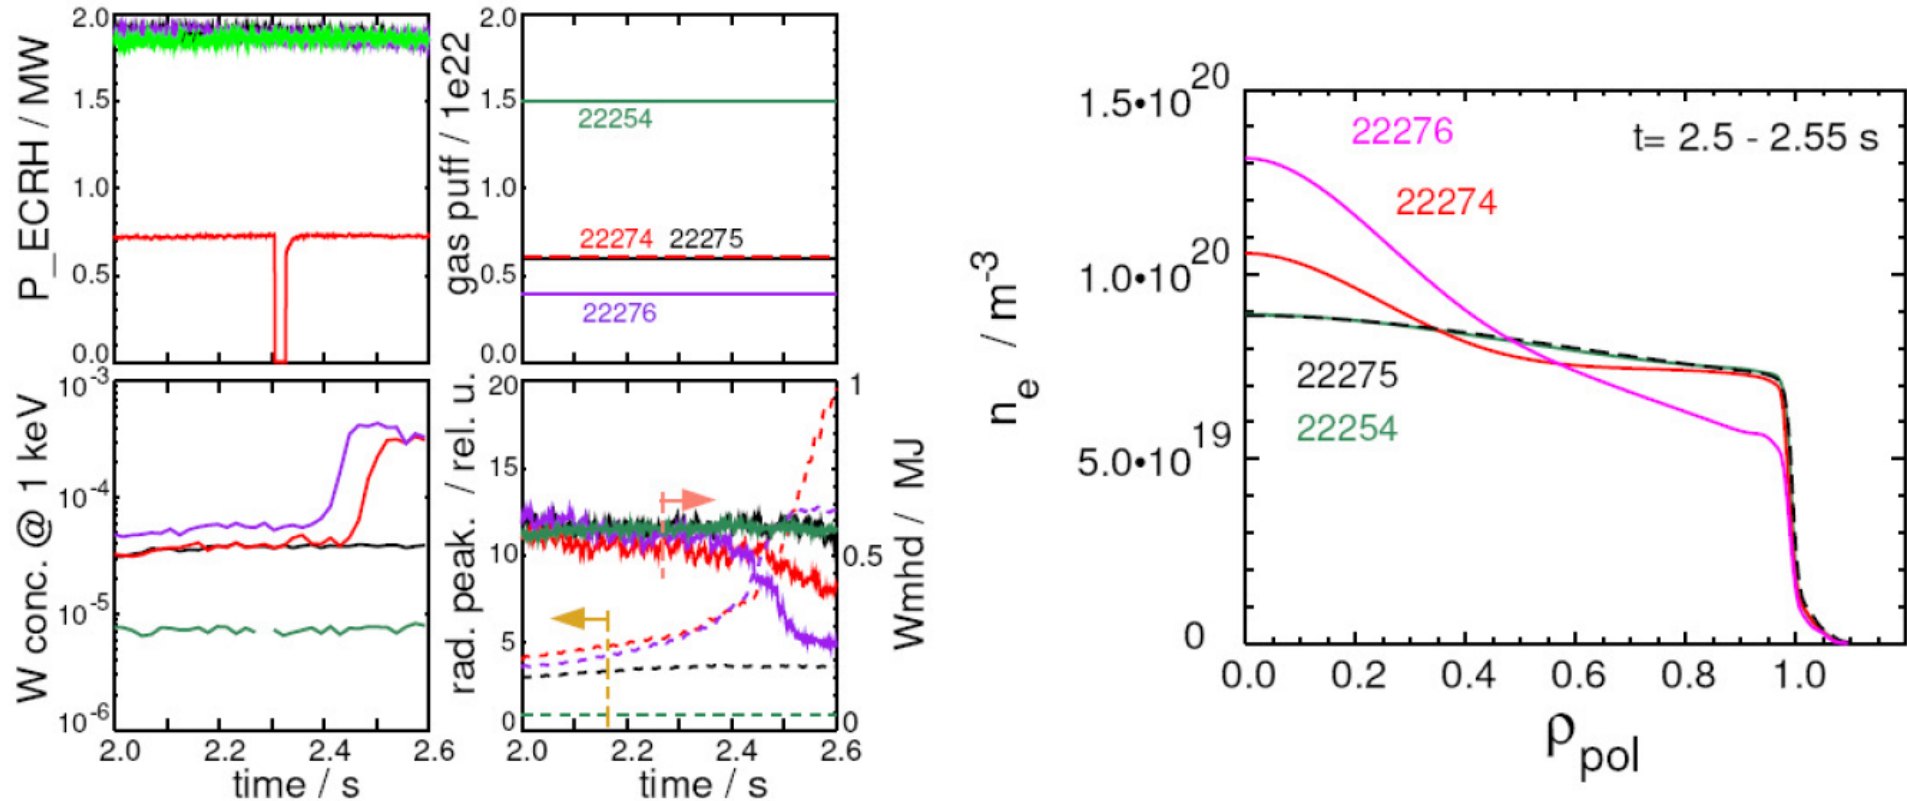 P_ECRH / MW
2.0
1.5
1.0
0.5
0.0
gas puff / 1e22
2.0
1.5
1.0
0.5
0.0
22254
22274 22275
22276
W conc. @ 1 keV
10-3
10-4
10-5
10-6
2.0 2.2 2.4 2.6
time / s
rad. peak. / rel. u.
20
15
10
5
0
1
0.5
0
Wmhd / MJ
2.0 2.2 2.4 2.6
time / s
ne / m-3
1.5•10 20
1.0•10 20
5.0•10 19
0
22276
t= 2.5 - 2.55 s
22274
22275
22254
0.0 0.2 0.4 0.6 0.8 1.0
ρpol